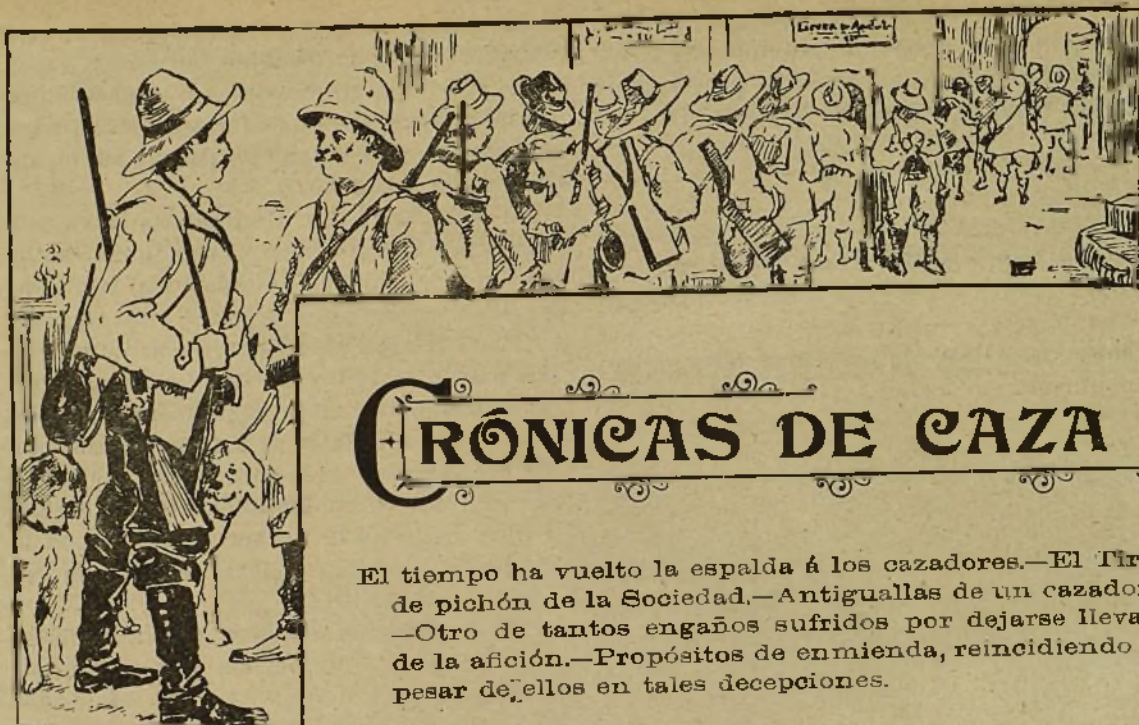 CRÓNICAS DE CAZA
El tiempo ha vuelto la espalda á los cazadores.—El Tir
de pichón de la Sociedad.—Antiguallas de un cazador
—Otro de tantos engaños sufridos por dejarse lleva
de la afición.—Propósitos de enmienda, reincidiendo
pesar de ellos en tales decepciones.